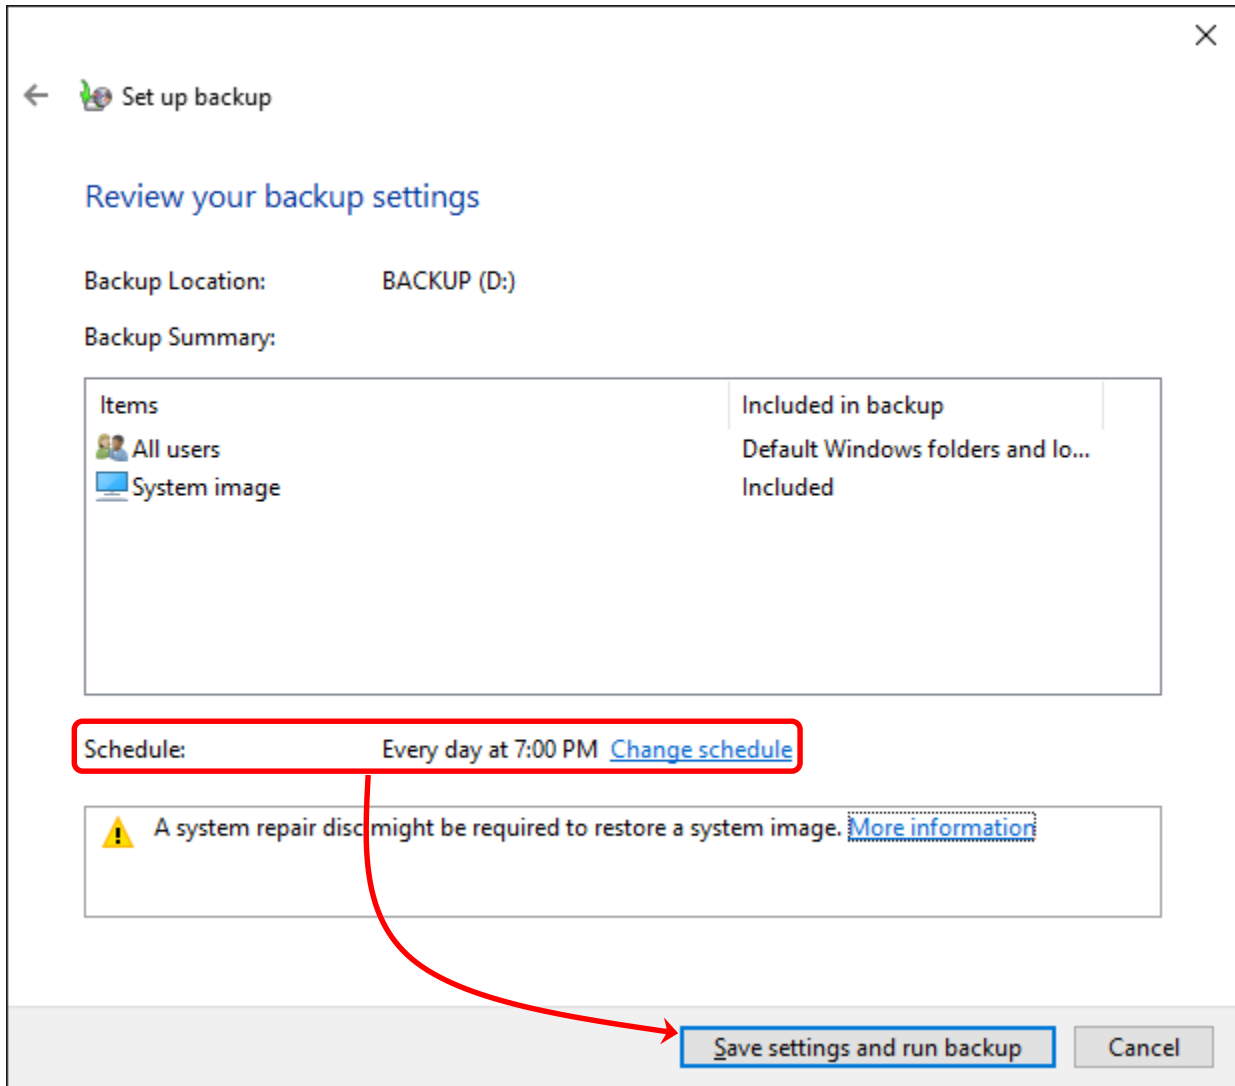 Set up backup
Review your backup settings
Backup Location: BACKUP (D:)
Backup Summary:
Items Included in backup
All users Default Windows folders and lo...
System image Included
Schedule: Every day at 7:00 PM Change schedule
A system repair disc might be required to restore a system image. More information
Save settings and run backup Cancel